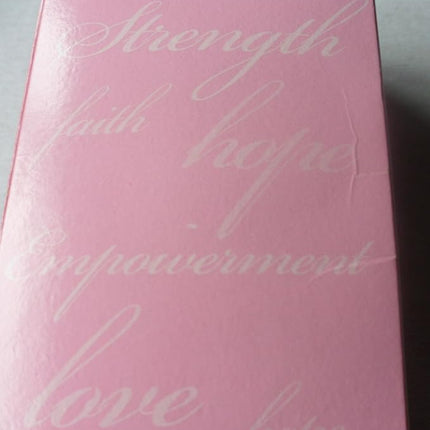 Strength
faith
hope
Empowerment
love